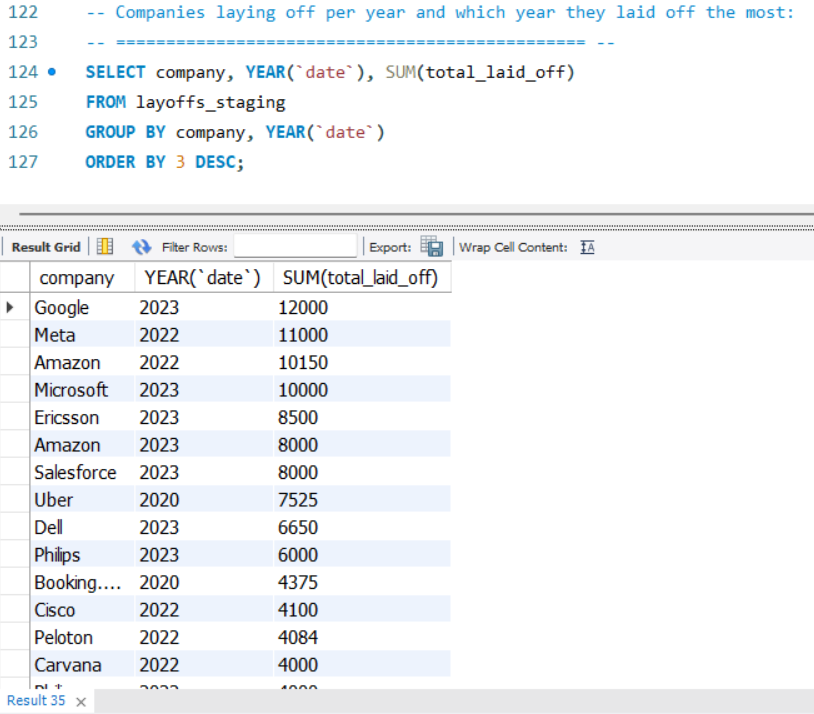 122 -- Companies laying off per year and which year they laid off the most:
123 -- =============================================== --
124 SELECT company, YEAR(`date`), SUM(total_laid_off)
125 FROM layoffs_staging
126 GROUP BY company, YEAR(`date`)
127 ORDER BY 3 DESC;
Result Grid Filter Rows: Export: Wrap Cell Content: IA
company YEAR(`date`) SUM(total_laid_off)
Google 2023 12000
Meta 2022 11000
Amazon 2022 10150
Microsoft 2023 10000
Ericsson 2023 8500
Amazon 2023 8000
Salesforce 2023 8000
Uber 2020 7525
Dell 2023 6650
Philips 2023 6000
Booking.... 2020 4375
Cisco 2022 4100
Peloton 2022 4084
Carvana 2022 4000
Result 35 ×